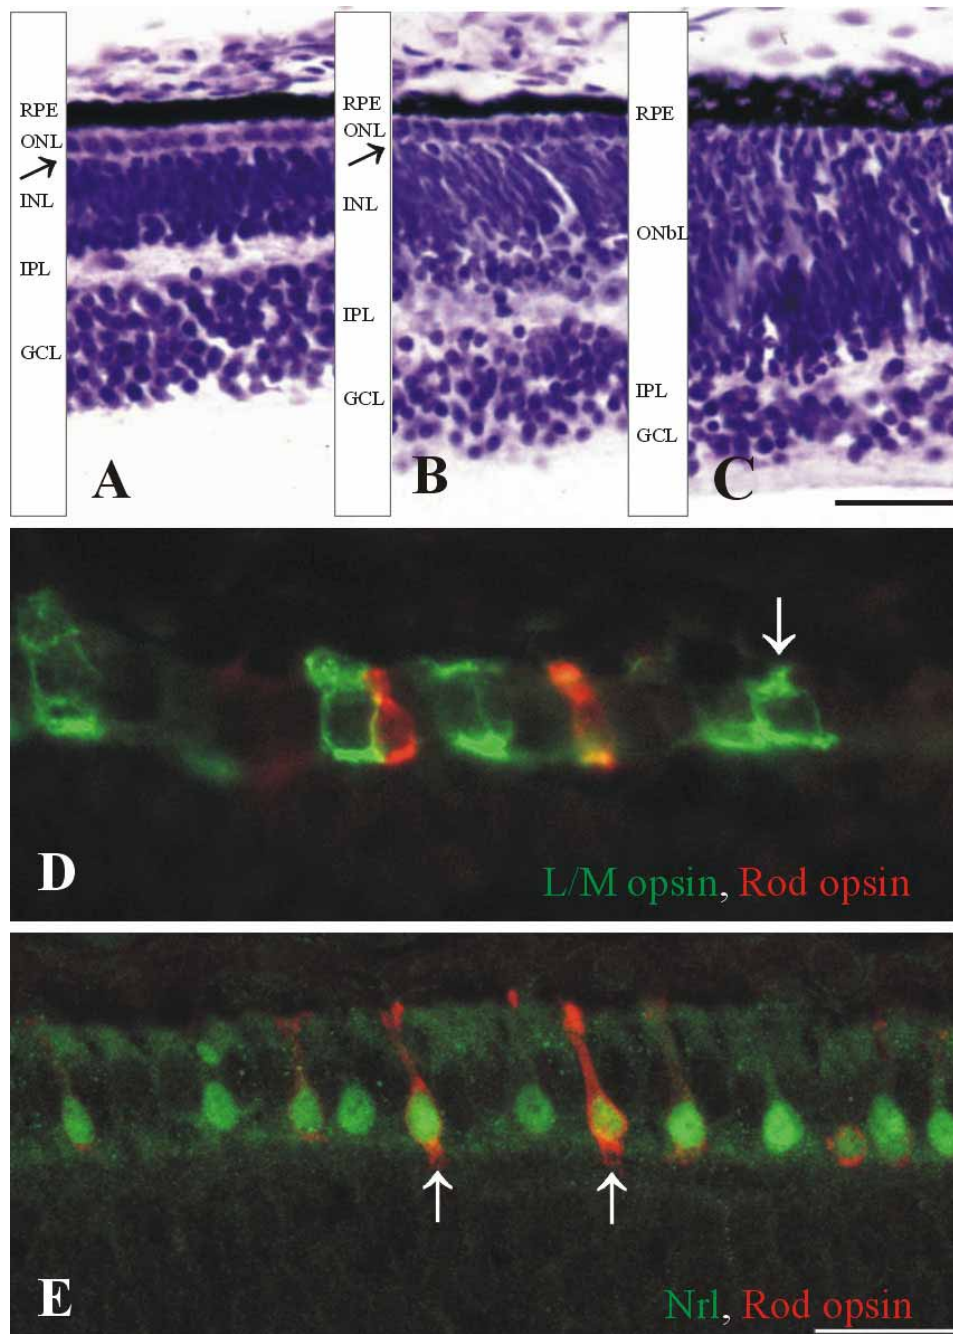 RPE
ONL
INL
IPL
GCL
A
RPE
ONL
INL
IPL
GCL
B
RPE
ONbL
IPL
GCL
C
D
L/M opsin, Rod opsin
E
Nrl, Rod opsin